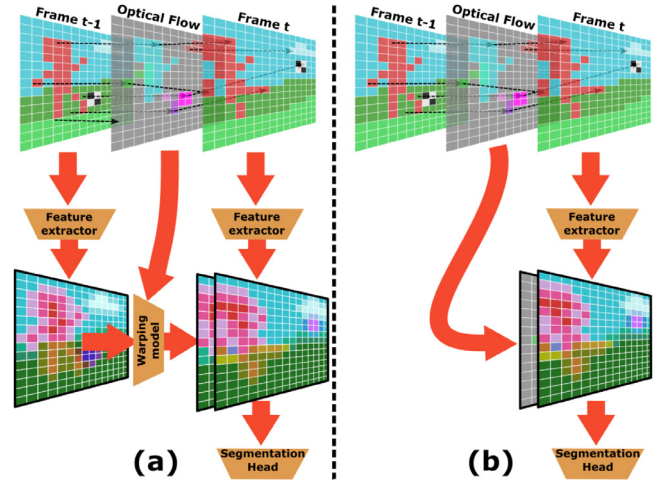 Frame t-1
Optical Flow
Frame t
Feature
extractor
Feature
extractor
Warping
model
(a)
Segmentation
Head
Frame t-1
Optical Flow
Frame t
Feature
extractor
(b)
Segmentation
Head